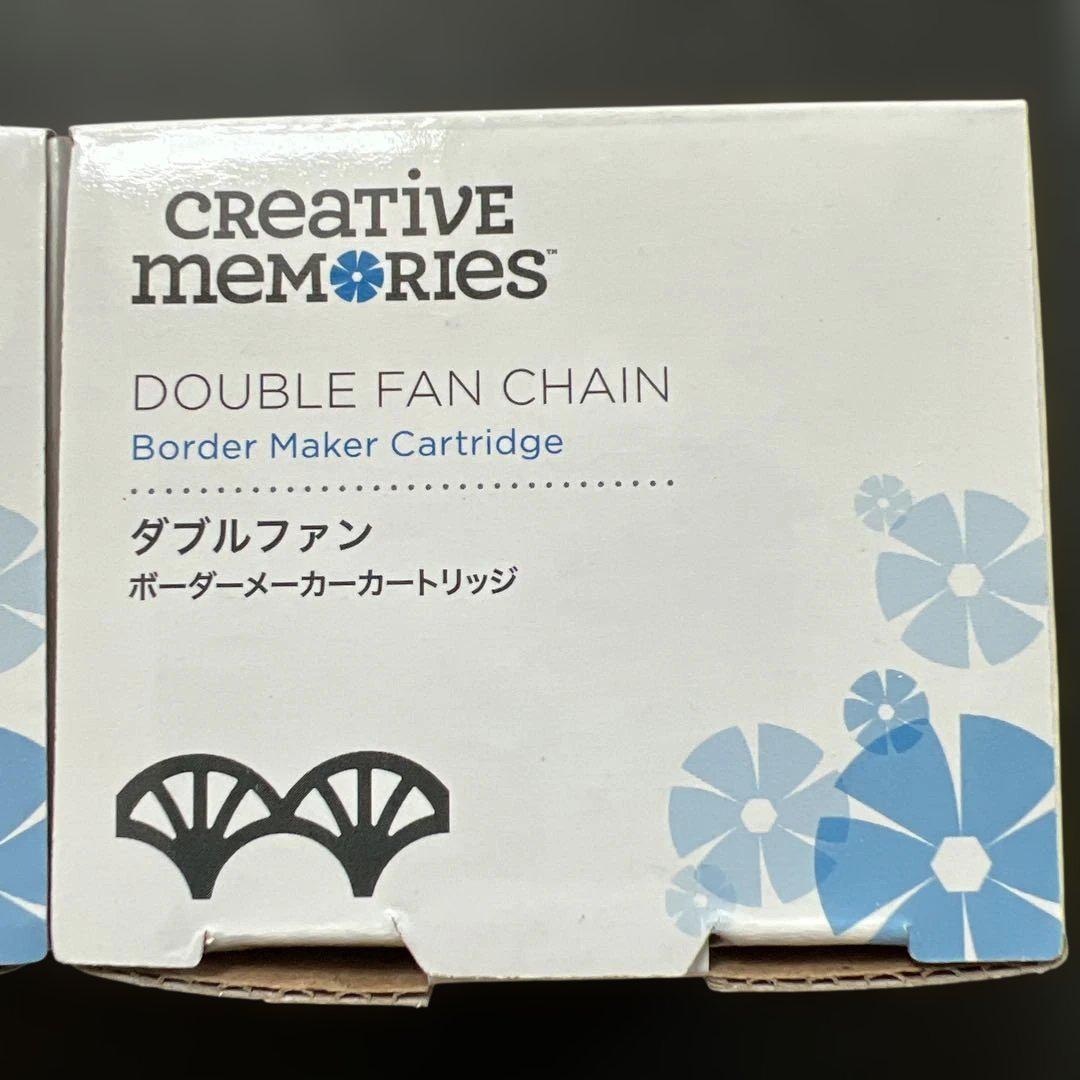 CReaTiVE
meMORIes™
DOUBLE FAN CHAIN
Border Maker Cartridge
ダブルファン
ボーダーメーカーカートリッジ